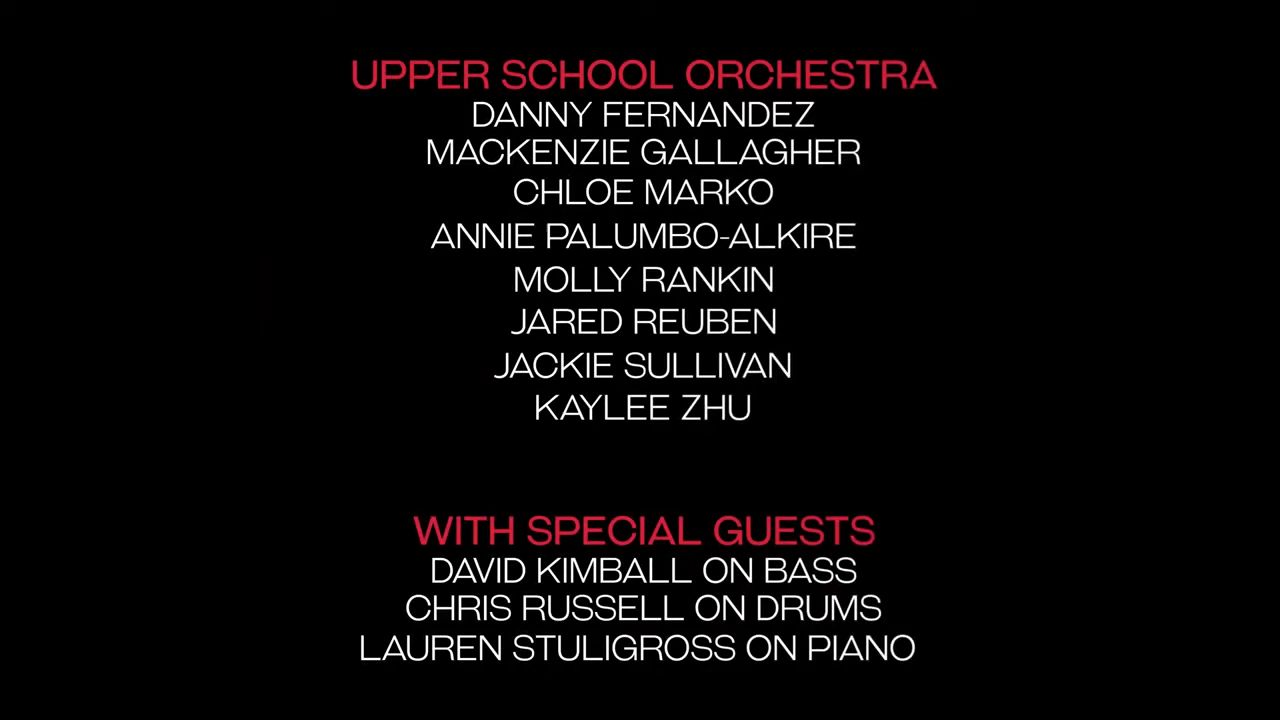 UPPER SCHOOL ORCHESTRA
DANNY FERNANDEZ
MACKENZIE GALLAGHER
CHLOE MARKO
ANNIE PALUMBO-ALKIRE
MOLLY RANKIN
JARED REUBEN
JACKIE SULLIVAN
KAYLEE ZHU
WITH SPECIAL GUESTS
DAVID KIMBALL ON BASS
CHRIS RUSSELL ON DRUMS
LAUREN STULIGROSS ON PIANO